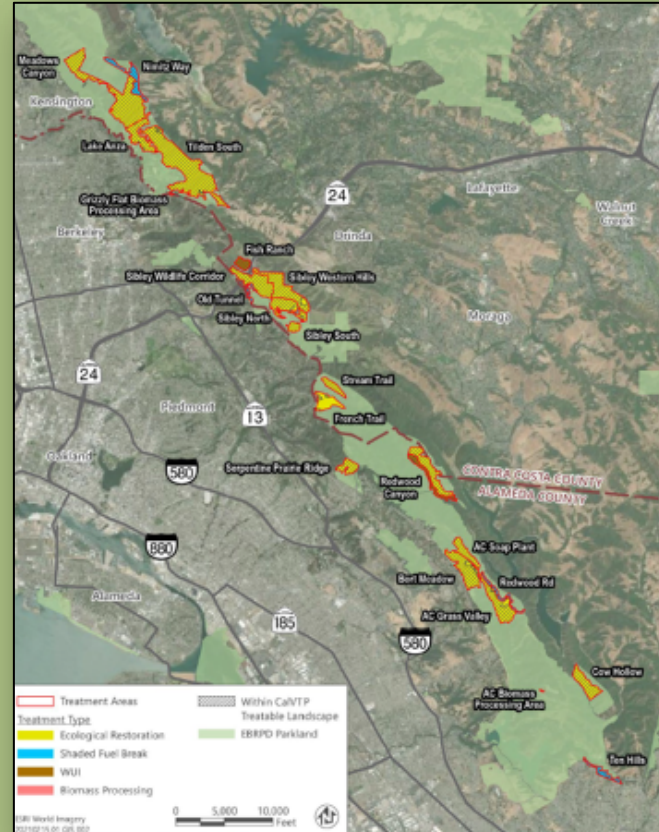 Meadows
Canyon
Nimitz Way
Kensington
Lake Anza
Tilden South
Grizzly Flat Biomass
Processing Area
Berkeley
24
Lafayette
Walnut
Creek
Orinda
Fish Ranch
Sibley Wildlife Corridor
Sibley Western Hills
Old Tunnel
Sibley North
Sibley South
Moraga
24
Stream Trail
Piedmont
13
French Trail
Oakland
580
Serpentine Prairie Ridge
Redwood
Canyon
CONTRA COSTA COUNTY
ALAMEDA COUNTY
880
AC Soap Plant
Bort Meadow
Redwood Rd
Alameda
185
AC Grass Valley
580
Cow Hollow
AC Biomass
Processing Area
Ten Hills
Treatment Areas
Treatment Type
Ecological Restoration
Shaded Fuel Break
WUI
Biomass Processing
Within CalVTP
Treatable Landscape
EBRPD Parkland
0 5,000 10,000
Feet
ESRI World Imagery
20210215.01 GIS 002